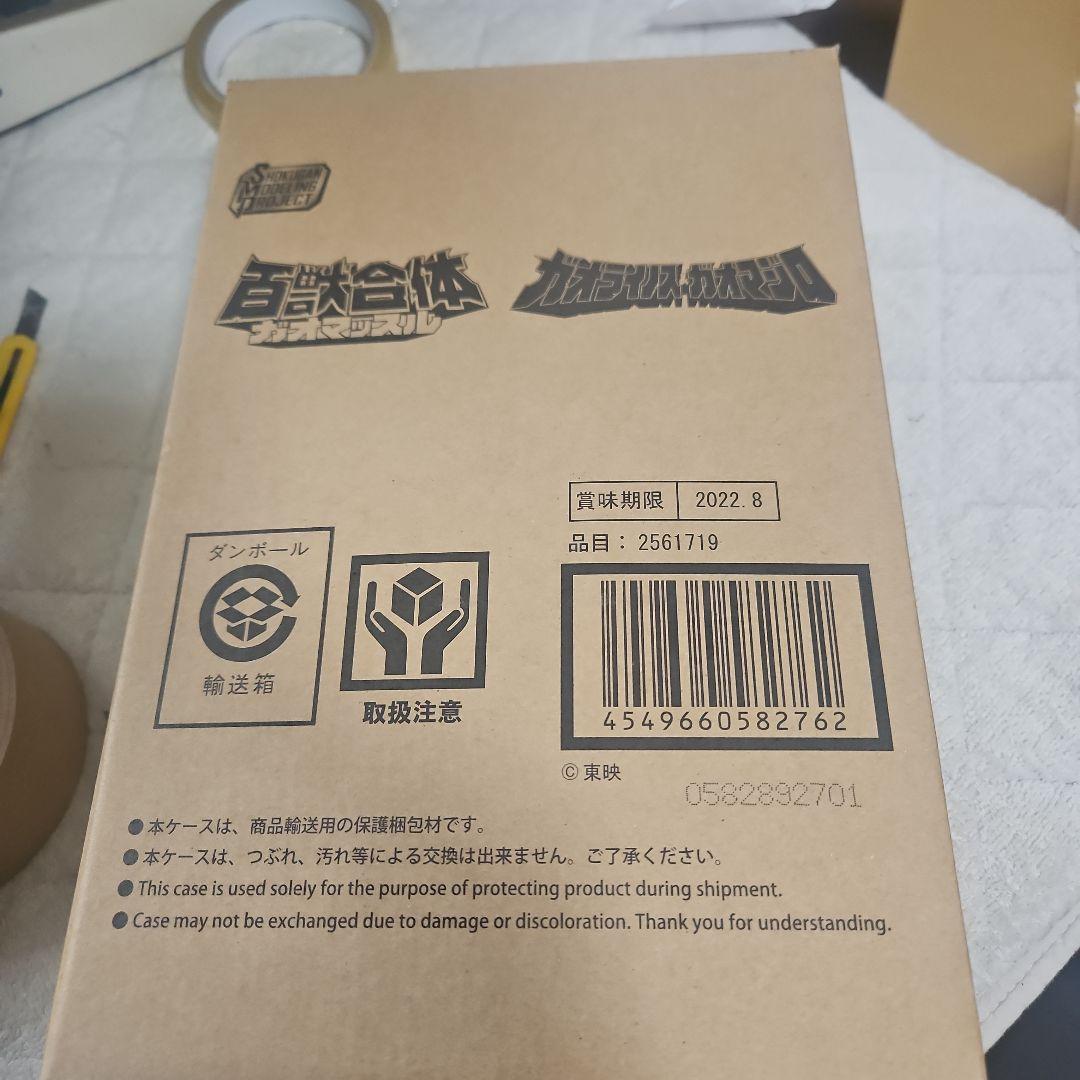 SHOKUGAN
MODELING
PROJECT
百獣合体
ガオマッスル
ガオライノス・ガオマジロ
賞味期限 2022.8
品目：2561719
ダンボール
輸送箱
取扱注意
4549660582762
©東映
0582892701
●本ケースは、商品輸送用の保護梱包材です。
●本ケースは、つぶれ、汚れ等による交換は出来ません。ご了承ください。
●This case is used solely for the purpose of protecting product during shipment.
●Case may not be exchanged due to damage or discoloration. Thank you for understanding.